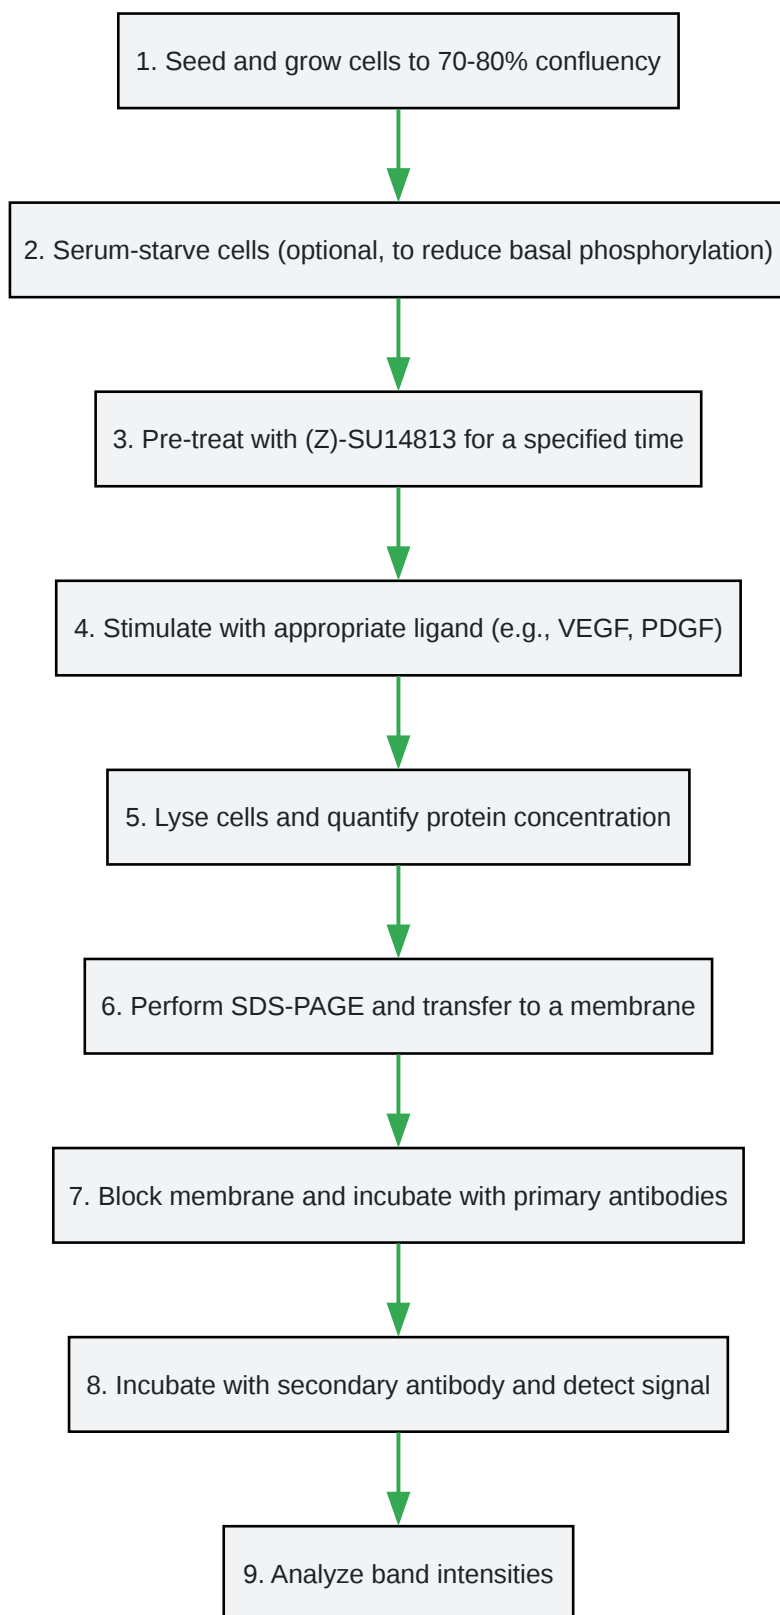 1. Seed and grow cells to 70-80% confluency
2. Serum-starve cells (optional, to reduce basal phosphorylation)
3. Pre-treat with (Z)-SU14813 for a specified time
4. Stimulate with appropriate ligand (e.g., VEGF, PDGF)
5. Lyse cells and quantify protein concentration
6. Perform SDS-PAGE and transfer to a membrane
7. Block membrane and incubate with primary antibodies
8. Incubate with secondary antibody and detect signal
9. Analyze band intensities